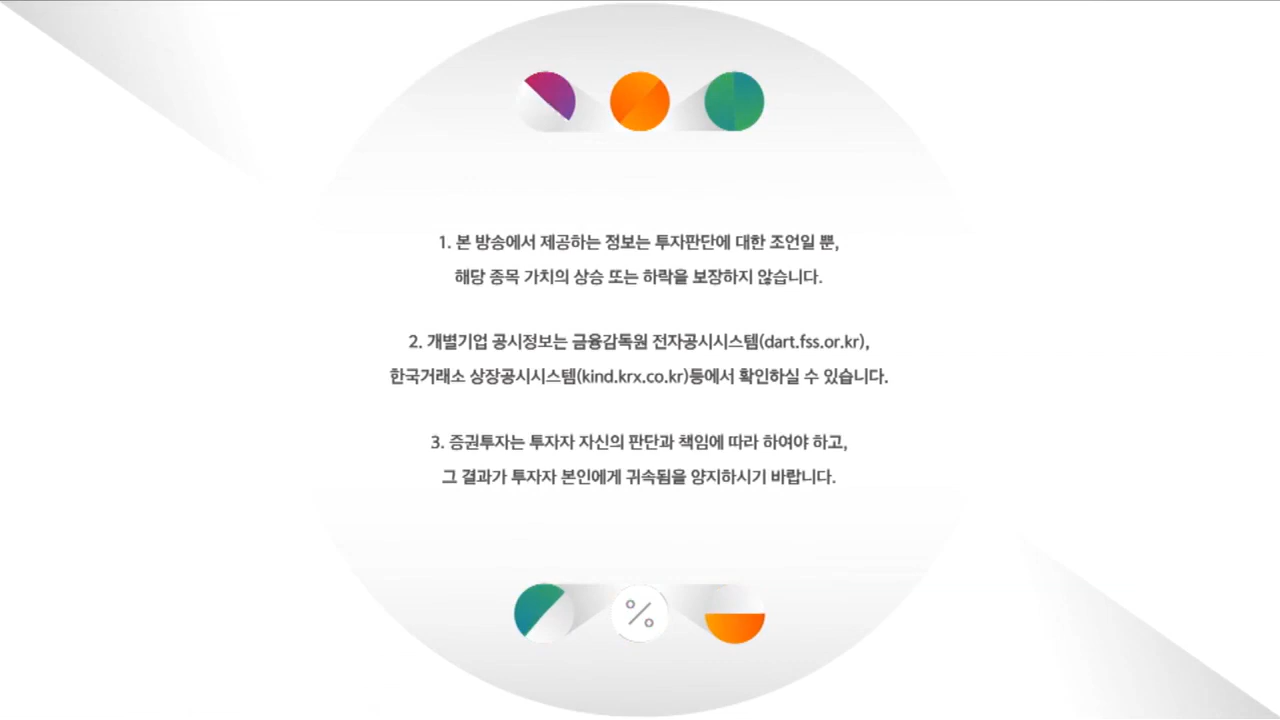 1. 본 방송에서 제공하는 정보는 투자판단에 대한 조언일 뿐,
해당 종목 가치의 상승 또는 하락을 보장하지 않습니다.
2. 개별기업 공시정보는 금융감독원 전자공시시스템(dart.fss.or.kr),
한국거래소 상장공시시스템(kind.krx.co.kr)등에서 확인하실 수 있습니다.
3. 증권투자는 투자자 자신의 판단과 책임에 따라 하여야 하고,
그 결과가 투자자 본인에게 귀속됨을 양지하시기 바랍니다.
%